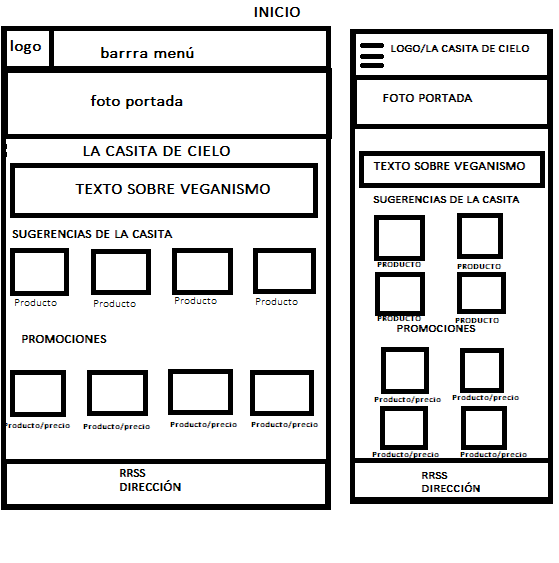 INICIO
logo
barrra menú
foto portada
LA CASITA DE CIELO
TEXTO SOBRE VEGANISMO
SUGERENCIAS DE LA CASITA
Producto
Producto
Producto
Producto
PROMOCIONES
Producto/precio
Producto/precio
Producto/precio
Producto/precio
RRSS
DIRECCIÓN
LOGO/LA CASITA DE CIELO
FOTO PORTADA
TEXTO SOBRE VEGANISMO
SUGERENCIAS DE LA CASITA
PRODUCTO
PRODUCTO
PRODUCTO
PRODUCTO
PROMOCIONES
Producto/precio
Producto/precio
Producto/precio
Producto/precio
RRSS
DIRECCIÓN